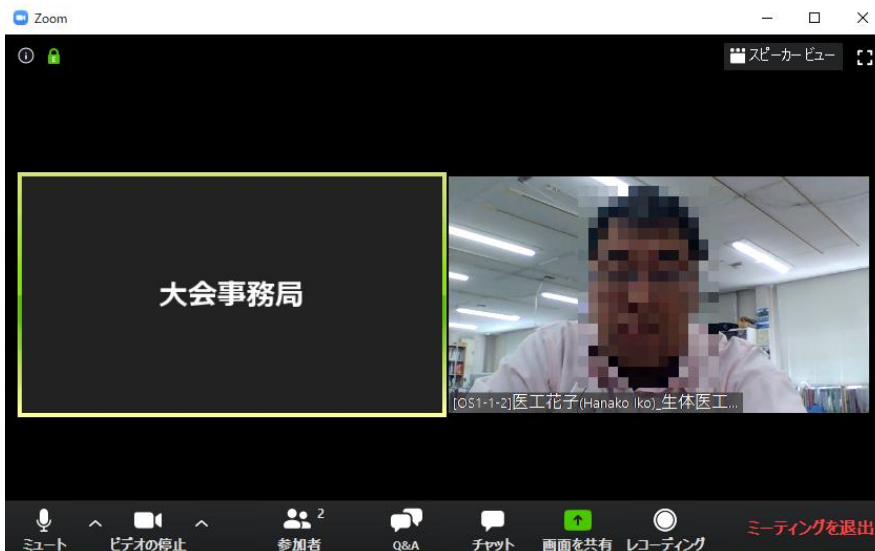 Zoom
スピーカー ビュー
大会事務局
[OS1-1-2]医工花子(Hanako Iko)_生体医工...
ミュート
ビデオの停止
参加者
2
Q&A
チャット
画面を共有
レコーディング
ミーティングを退出